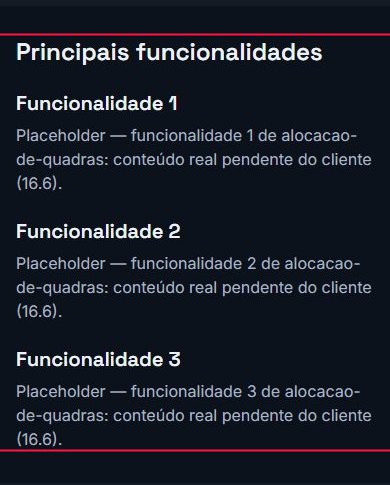 Principais funcionalidades
Funcionalidade 1
Placeholder — funcionalidade 1 de alocacao-
de-quadras: conteúdo real pendente do cliente
(16.6).
Funcionalidade 2
Placeholder — funcionalidade 2 de alocacao-
de-quadras: conteúdo real pendente do cliente
(16.6).
Funcionalidade 3
Placeholder — funcionalidade 3 de alocacao-
de-quadras: conteúdo real pendente do cliente
(16.6).